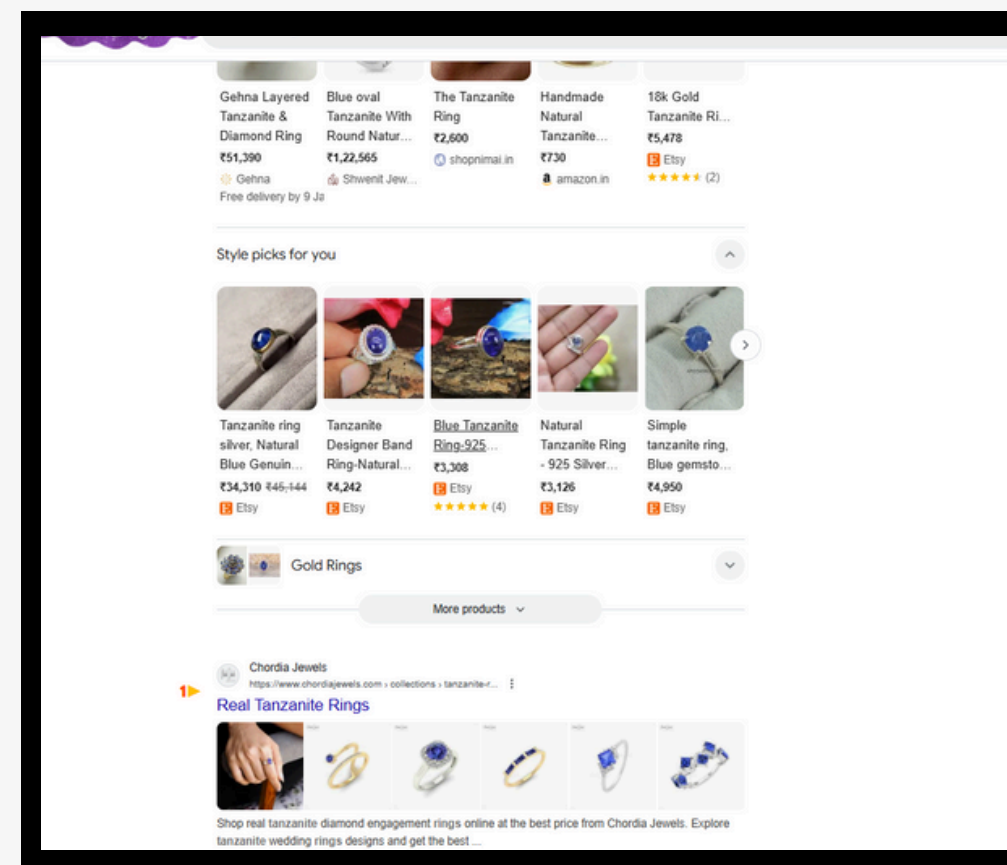 Gehna Layered
Tanzanite &
Diamond Ring
₹51,390
Gehna
Free delivery by 9 Ja
Blue oval
Tanzanite With
Round Natur...
₹1,22,565
Shwenit Jew...
The Tanzanite
Ring
₹2,600
shopnimai.in
Handmade
Natural
Tanzanite...
₹730
a amazon.in
18k Gold
Tanzanite Ri...
₹5,478
E Etsy
(2)
Style picks for you
Tanzanite ring
silver, Natural
Blue Genuin...
₹34,310 ₹45,144
E Etsy
Tanzanite
Designer Band
Ring-Natural...
₹4,242
E Etsy
Blue Tanzanite
Ring-925...
₹3,308
E Etsy
(4)
Natural
Tanzanite Ring
- 925 Silver...
₹3,126
E Etsy
Simple
tanzanite ring,
Blue gemsto...
₹4,950
E Etsy
Gold Rings
More products
Chordia Jewels
https://www.chordiajewels.com › collections › tanzanite-r...
1
Real Tanzanite Rings
Shop real tanzanite diamond engagement rings online at the best price from Chordia Jewels. Explore
tanzanite wedding rings designs and get the best ...